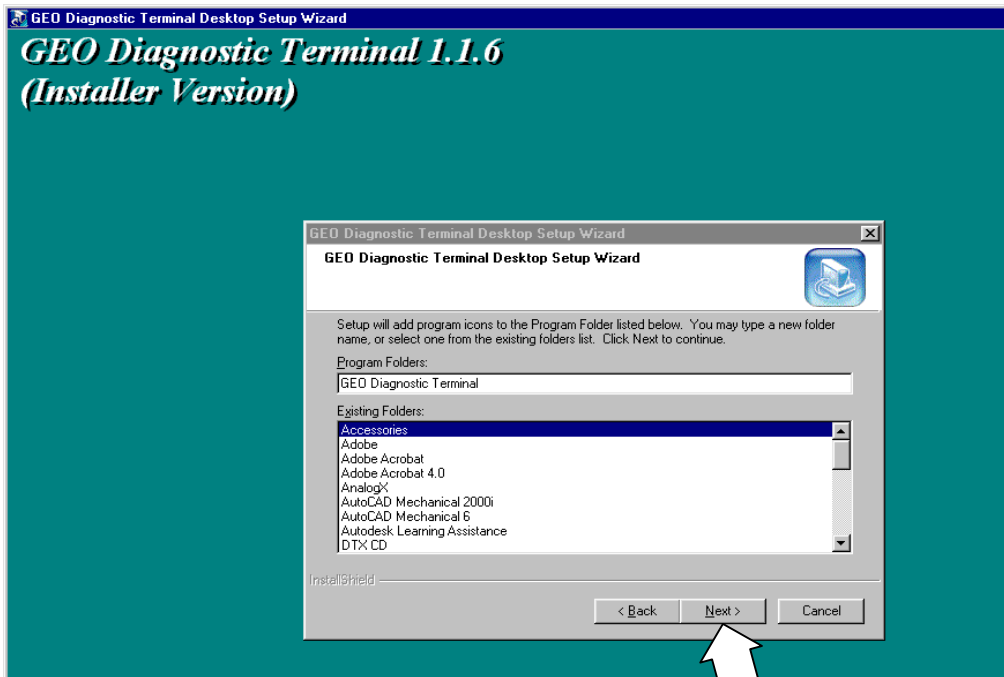 GEO Diagnostic Terminal Desktop Setup Wizard
GEO Diagnostic Terminal 1.1.6
(Installer Version)
GEO Diagnostic Terminal Desktop Setup Wizard
GEO Diagnostic Terminal Desktop Setup Wizard
Setup will add program icons to the Program Folder listed below. You may type a new folder
name, or select one from the existing folders list. Click Next to continue.
Program Folders:
GEO Diagnostic Terminal
Existing Folders:
Accessories
Adobe
Adobe Acrobat
Adobe Acrobat 4.0
AnalogX
AutoCAD Mechanical 2000i
AutoCAD Mechanical 6
Autodesk Learning Assistance
DTX CD
InstallShield
< Back
Next >
Cancel